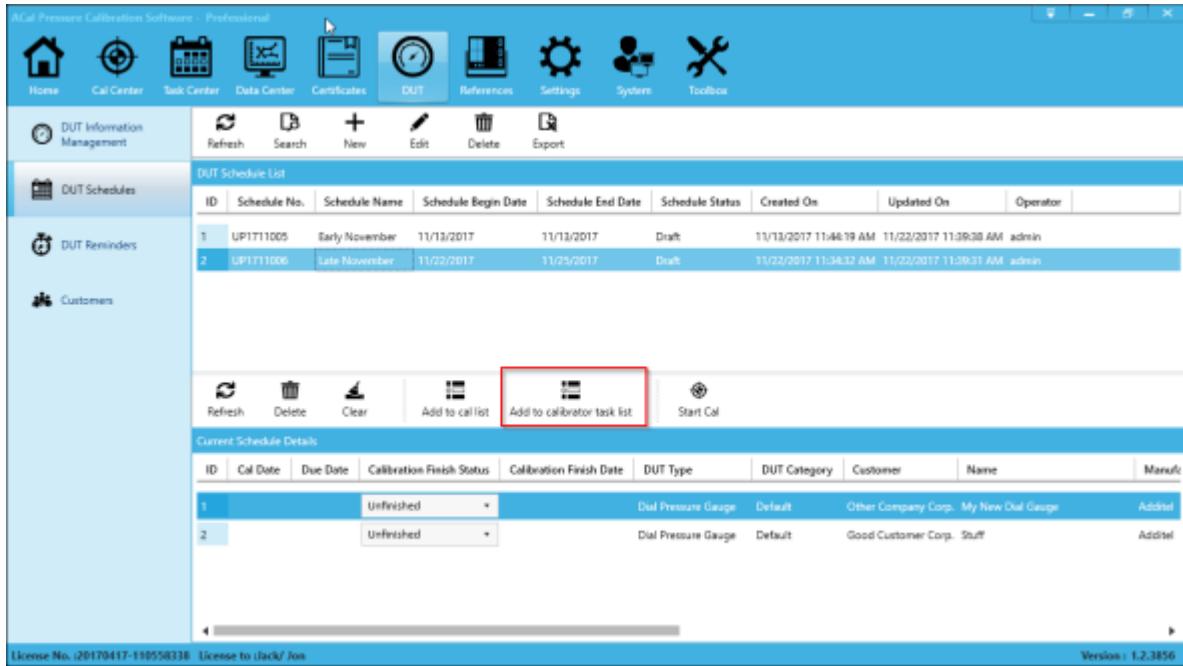 ACal Pressure Calibration Software - Professional
Home Cal Center Task Center Data Center Certificates DUT References Settings System Toolbox
DUT Information
Management
DUT Schedules
DUT Reminders
Customers
Refresh Search New Edit Delete Export
DUT Schedule List
ID Schedule No. Schedule Name Schedule Begin Date Schedule End Date Schedule Status Created On Updated On Operator
1 UP1711005 Early November 11/13/2017 11/13/2017 Draft 11/13/2017 11:44:19 AM 11/22/2017 11:39:38 AM admin
2 UP1711006 Late November 11/22/2017 11/25/2017 Draft 11/22/2017 11:34:32 AM 11/22/2017 11:39:31 AM admin
Refresh Delete Clear Add to cal list Add to calibrator task list Start Cal
Current Schedule Details
ID Cal Date Due Date Calibration Finish Status Calibration Finish Date DUT Type DUT Category Customer Name Manufa
1 Unfinished Dial Pressure Gauge Default Other Company Corp. My New Dial Gauge Additel
2 Unfinished Dial Pressure Gauge Default Good Customer Corp. Stuff Additel
License No. :20170417-110558338 License to :Jack/ Jon Version : 1.2.3856